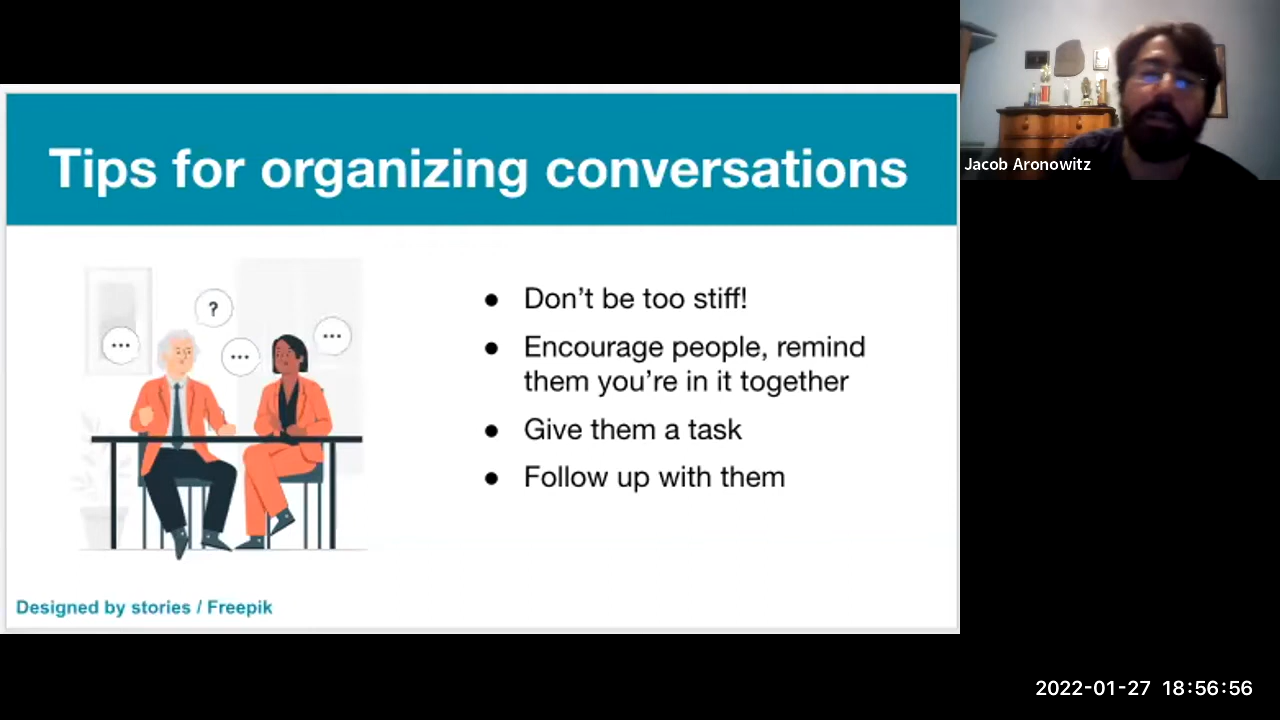 Tips for organizing conversations
?
● Don’t be too stiff!
● Encourage people, remind
them you’re in it together
● Give them a task
● Follow up with them
Designed by stories / Freepik
Jacob Aronowitz
2022-01-27 18:56:56